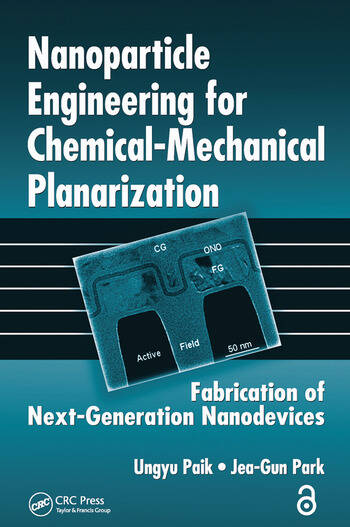 Nanoparticle
Engineering for
Chemical-Mechanical
Planarization
CG
ONO
FG
Active
Field
50 nm
Fabrication of
Next-Generation Nanodevices
Ungyu Paik • Jea-Gun Park
CRC
CRC Press
Taylor & Francis Group